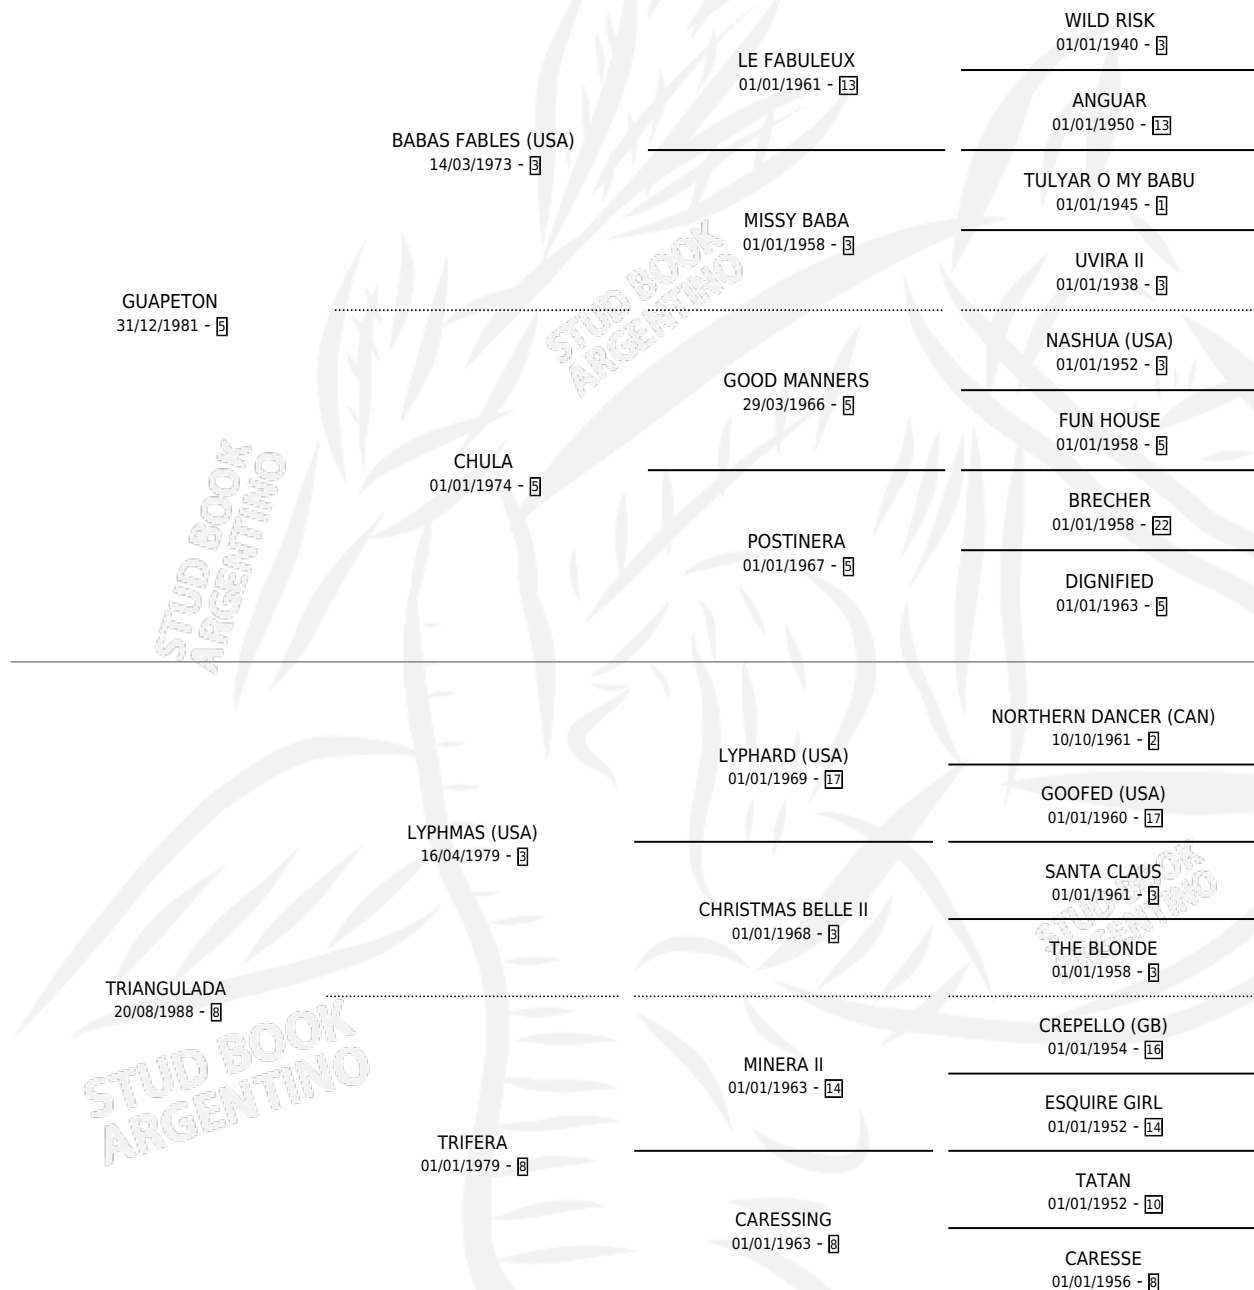 WILD RISK
01/01/1940 - 3
LE FABULEUX
01/01/1961 - 13
ANGUAR
01/01/1950 - 13
BABAS FABLES (USA)
14/03/1973 - 3
TULYAR O MY BABU
01/01/1945 - 1
MISSY BABA
01/01/1958 - 3
UVIRA II
01/01/1938 - 3
GUAPETON
31/12/1981 - 5
NASHUA (USA)
01/01/1952 - 3
GOOD MANNERS
29/03/1966 - 5
FUN HOUSE
01/01/1958 - 5
CHULA
01/01/1974 - 5
BRECHER
01/01/1958 - 22
POSTINERA
01/01/1967 - 5
DIGNIFIED
01/01/1963 - 5
NORTHERN DANCER (CAN)
10/10/1961 - 2
LYPHARD (USA)
01/01/1969 - 17
GOOFED (USA)
01/01/1960 - 17
LYPHMAS (USA)
16/04/1979 - 3
SANTA CLAUS
01/01/1961 - 3
CHRISTMAS BELLE II
01/01/1968 - 3
THE BLONDE
01/01/1958 - 3
TRIANGULADA
20/08/1988 - 8
CREPELLO (GB)
01/01/1954 - 16
MINERA II
01/01/1963 - 14
ESQUIRE GIRL
01/01/1952 - 14
TRIFERA
01/01/1979 - 8
TATAN
01/01/1952 - 10
CARESSING
01/01/1963 - 8
CARESSE
01/01/1956 - 8
STUD BOOK
ARGENTINO
STUD BOOK
ARGENTINO
STUD BOOK
ARGENTINO
STUD BOOK
ARGENTINO